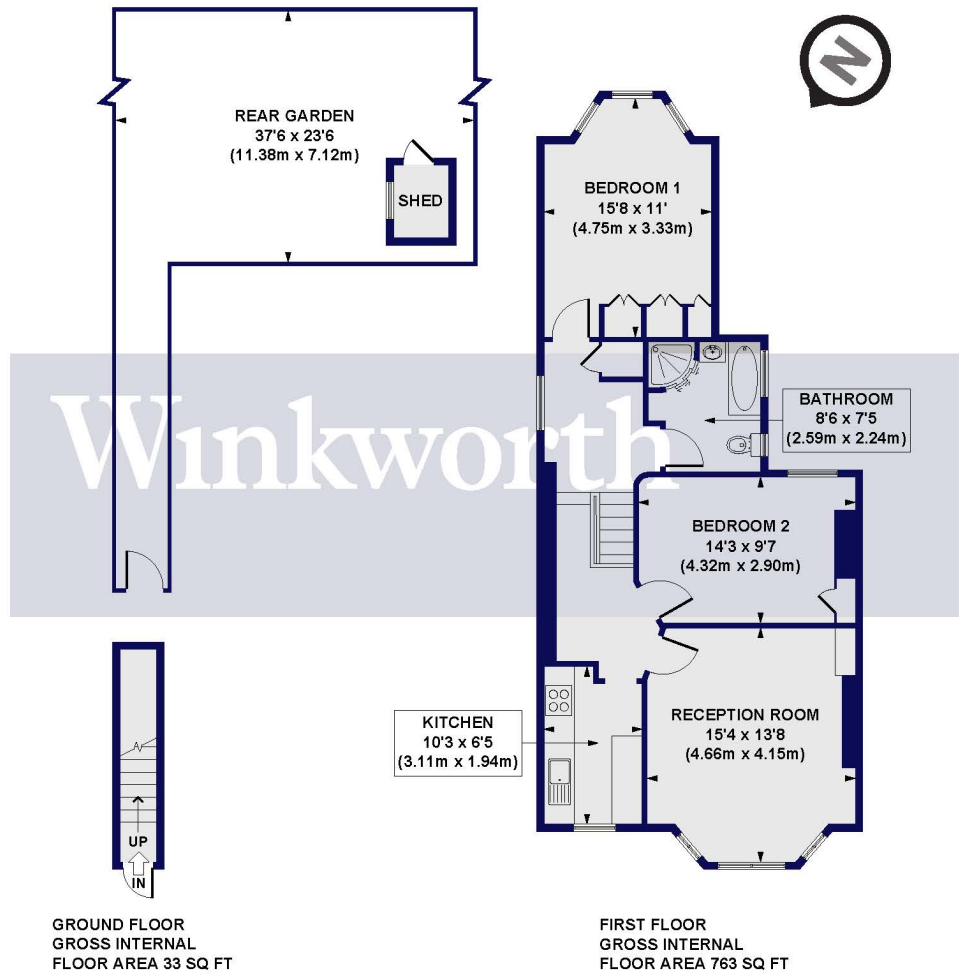 N
REAR GARDEN
37'6 x 23'6
(11.38m x 7.12m)
SHED
BEDROOM 1
15'8 x 11'
(4.75m x 3.33m)
Winkworth
BATHROOM
8'6 x 7'5
(2.59m x 2.24m)
BEDROOM 2
14'3 x 9'7
(4.32m x 2.90m)
KITCHEN
10'3 x 6'5
(3.11m x 1.94m)
RECEPTION ROOM
15'4 x 13'8
(4.66m x 4.15m)
UP
IN
GROUND FLOOR
GROSS INTERNAL
FLOOR AREA 33 SQ FT
FIRST FLOOR
GROSS INTERNAL
FLOOR AREA 763 SQ FT